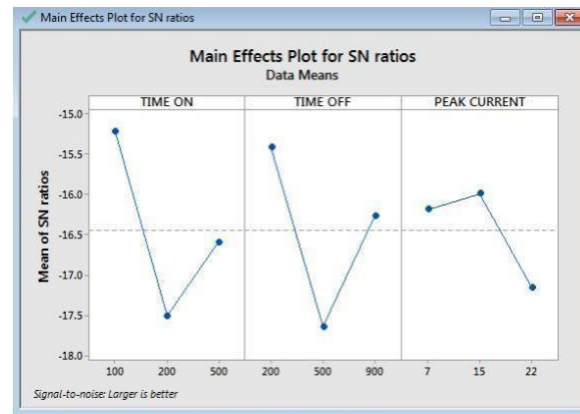 Main Effects Plot for SN ratios
Main Effects Plot for SN ratios
Data Means
TIME ON TIME OFF PEAK CURRENT
Mean of SN ratios
-15.0
-15.5
-16.0
-16.5
-17.0
-17.5
-18.0
100 200 500 200 500 900 7 15 22
Signal-to-noise: Larger is better